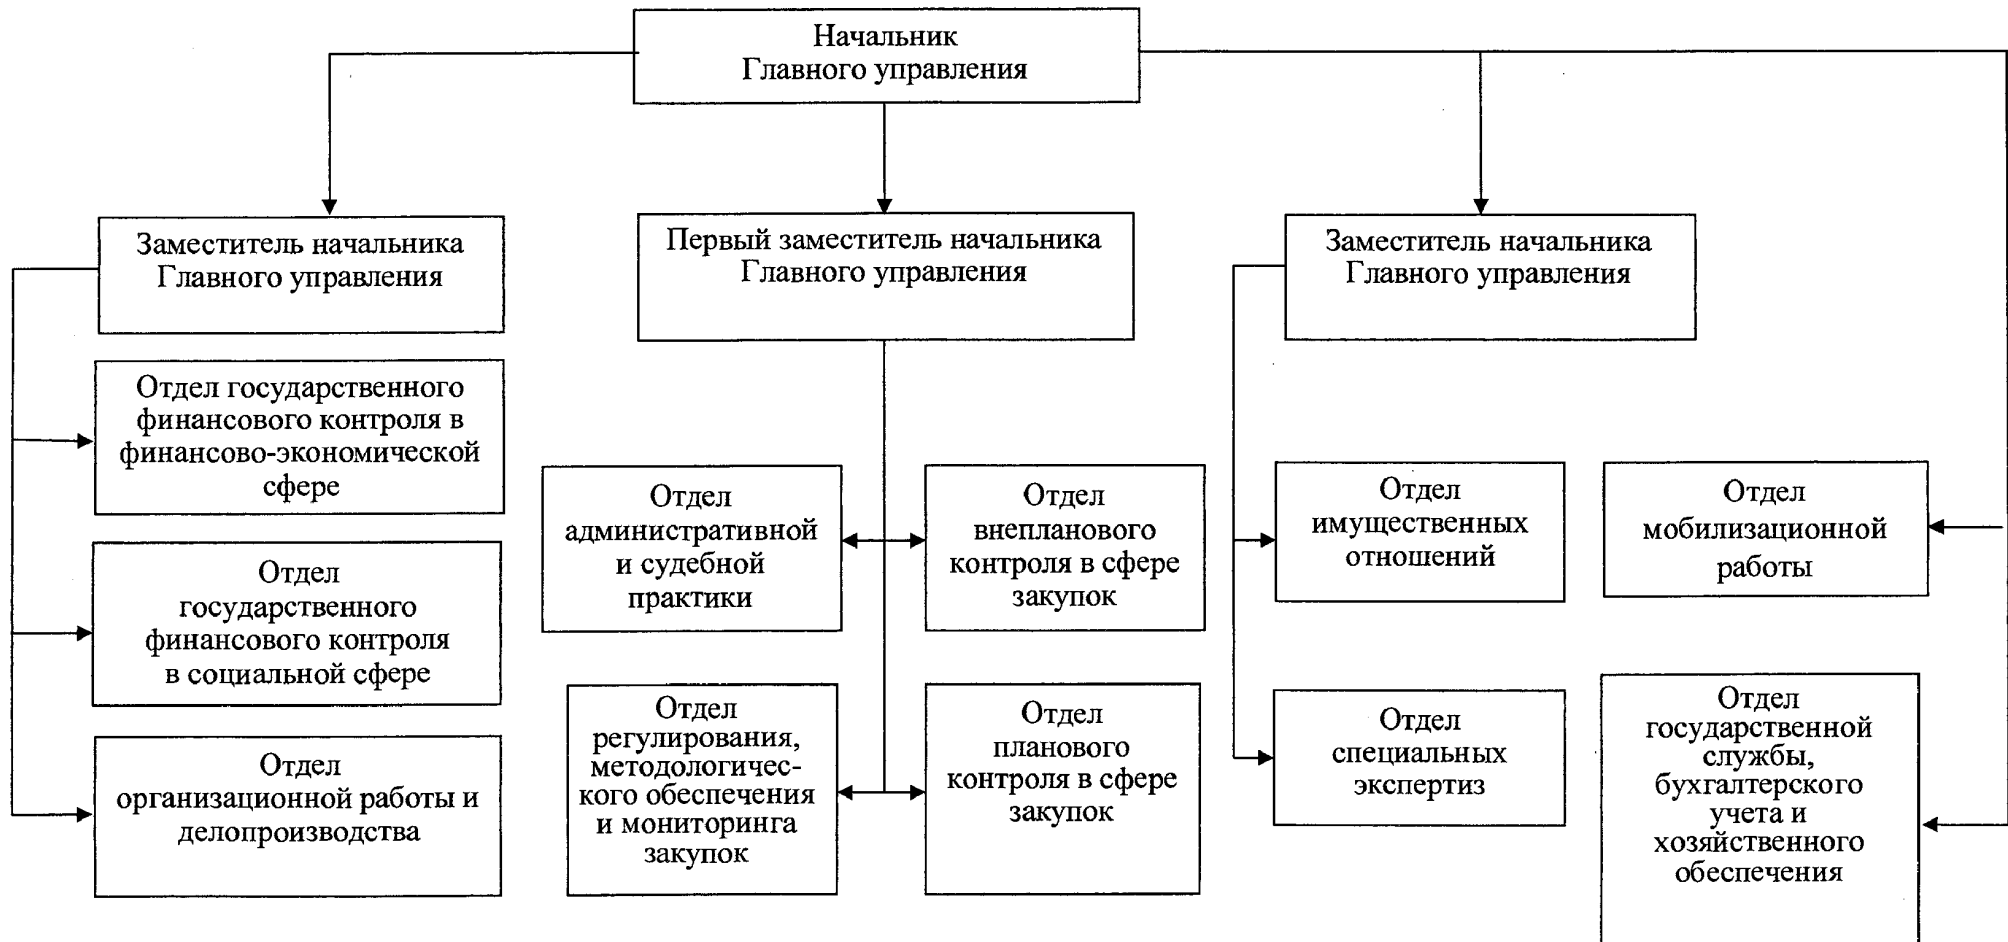 Начальник
Главного управления
Заместитель начальника
Главного управления
Первый заместитель начальника
Главного управления
Заместитель начальника
Главного управления
Отдел государственного
финансового контроля в
финансово-экономической
сфере
Отдел
государственного
финансового контроля
в социальной сфере
Отдел
организационной работы и
делопроизводства
Отдел
административной
и судебной
практики
Отдел
внепланового
контроля в сфере
закупок
Отдел
регулирования,
методологичес-
кого обеспечения
и мониторинга
закупок
Отдел
планового
контроля в сфере
закупок
Отдел
имущественных
отношений
Отдел
специальных
экспертиз
Отдел
мобилизационной
работы
Отдел
государственной
службы,
бухгалтерского
учета и
хозяйственного
обеспечения